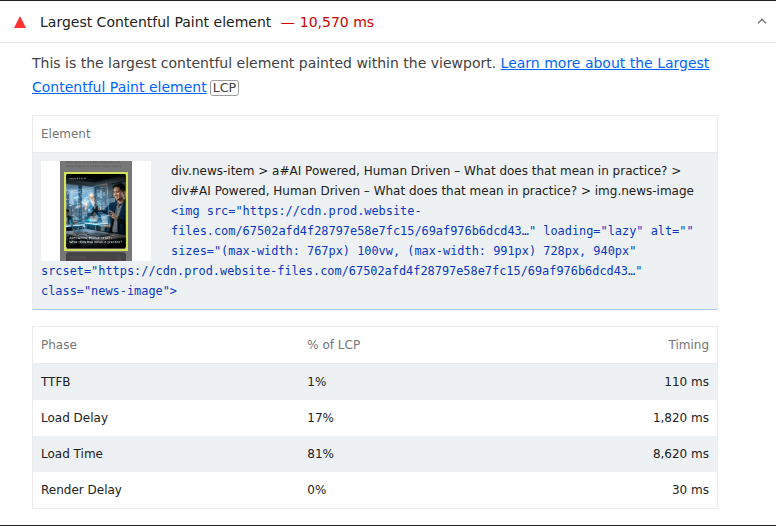 Largest Contentful Paint element — 10,570 ms
This is the largest contentful element painted within the viewport. Learn more about the Largest
Contentful Paint element LCP
Element
div.news-item > a#AI Powered, Human Driven – What does that mean in practice? >
div#AI Powered, Human Driven – What does that mean in practice? > img.news-image
<img src="https://cdn.prod.website-
files.com/67502afd4f28797e58e7fc15/69af976b6dcd43…" loading="lazy" alt=""
sizes="(max-width: 767px) 100vw, (max-width: 991px) 728px, 940px"
srcset="https://cdn.prod.website-files.com/67502afd4f28797e58e7fc15/69af976b6dcd43…"
class="news-image">
Phase % of LCP Timing
TTFB 1% 110 ms
Load Delay 17% 1,820 ms
Load Time 81% 8,620 ms
Render Delay 0% 30 ms